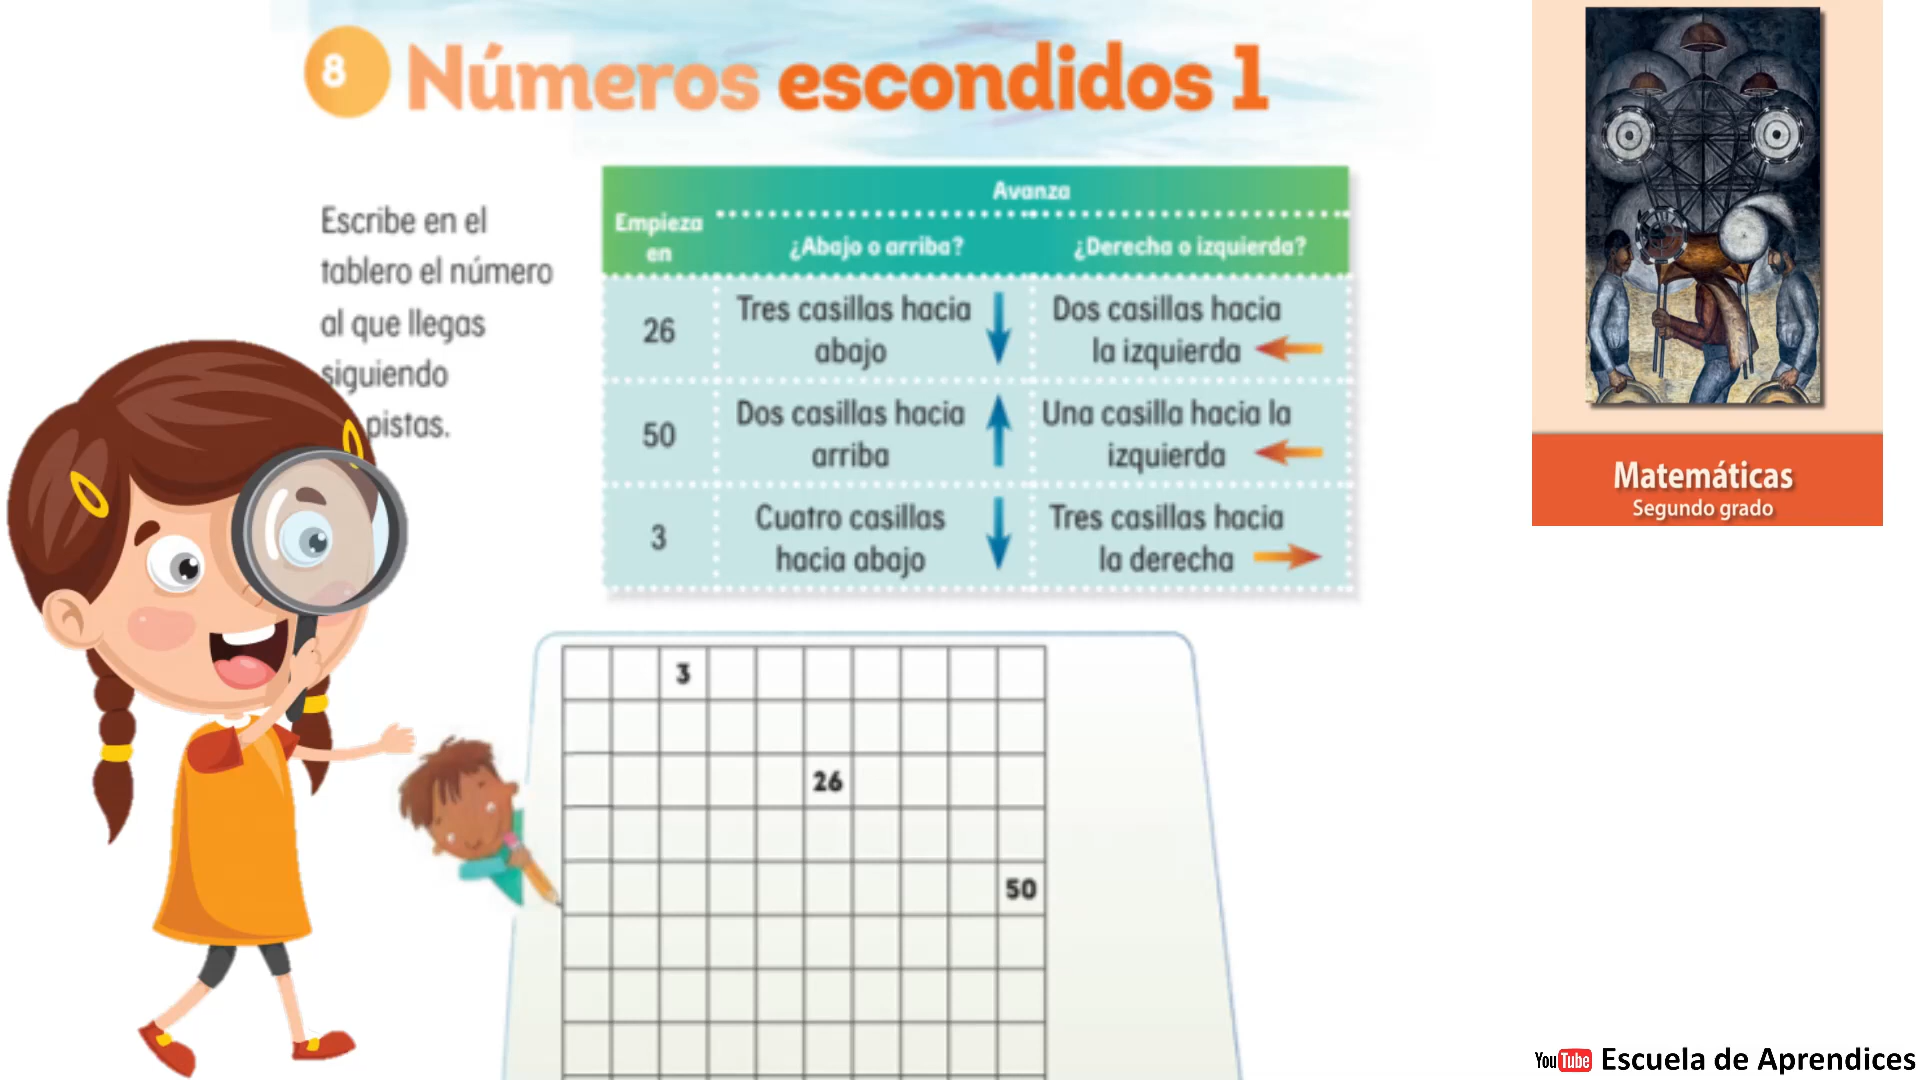 8 Números escondidos 1
Escribe en el
tablero el número
al que llegas
siguiendo
pistas.
Avanza
Empieza
en
¿Abajo o arriba?
¿Derecha o izquierda?
26
Tres casillas hacia
abajo
Dos casillas hacia
la izquierda
50
Dos casillas hacia
arriba
Una casilla hacia la
izquierda
3
Cuatro casillas
hacia abajo
Tres casillas hacia
la derecha
3
26
50
Matemáticas
Segundo grado
YouTube Escuela de Aprendices